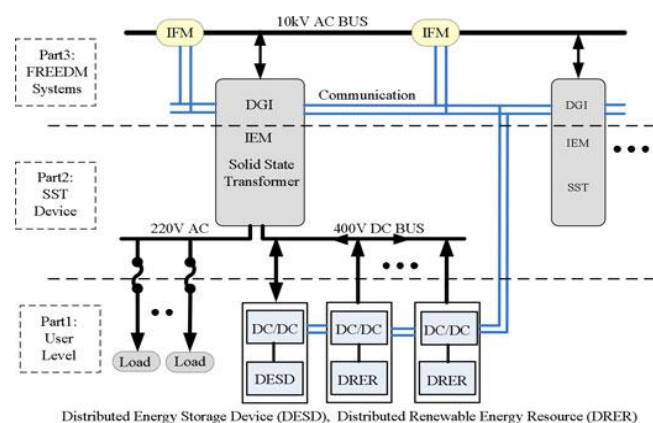 10kV AC BUS
IFM
IFM
Part3:
FREEDM
Systems
Communication
DGI
DGI
IEM
Solid State
Transformer
IEM
SST
Part2:
SST
Device
220V AC
400V DC BUS
Part1:
User
Level
Load
Load
DC/DC
DC/DC
DC/DC
DESD
DRER
DRER
Distributed Energy Storage Device (DESD), Distributed Renewable Energy Resource (DRER)